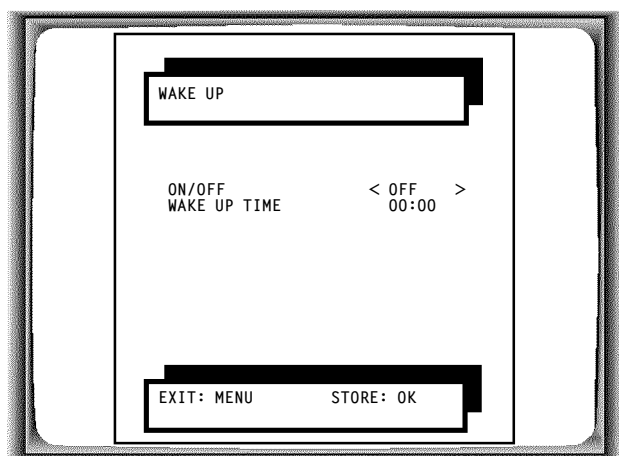 WAKE UP
ON/OFF < OFF >
WAKE UP TIME 00:00
EXIT: MENU STORE: OK